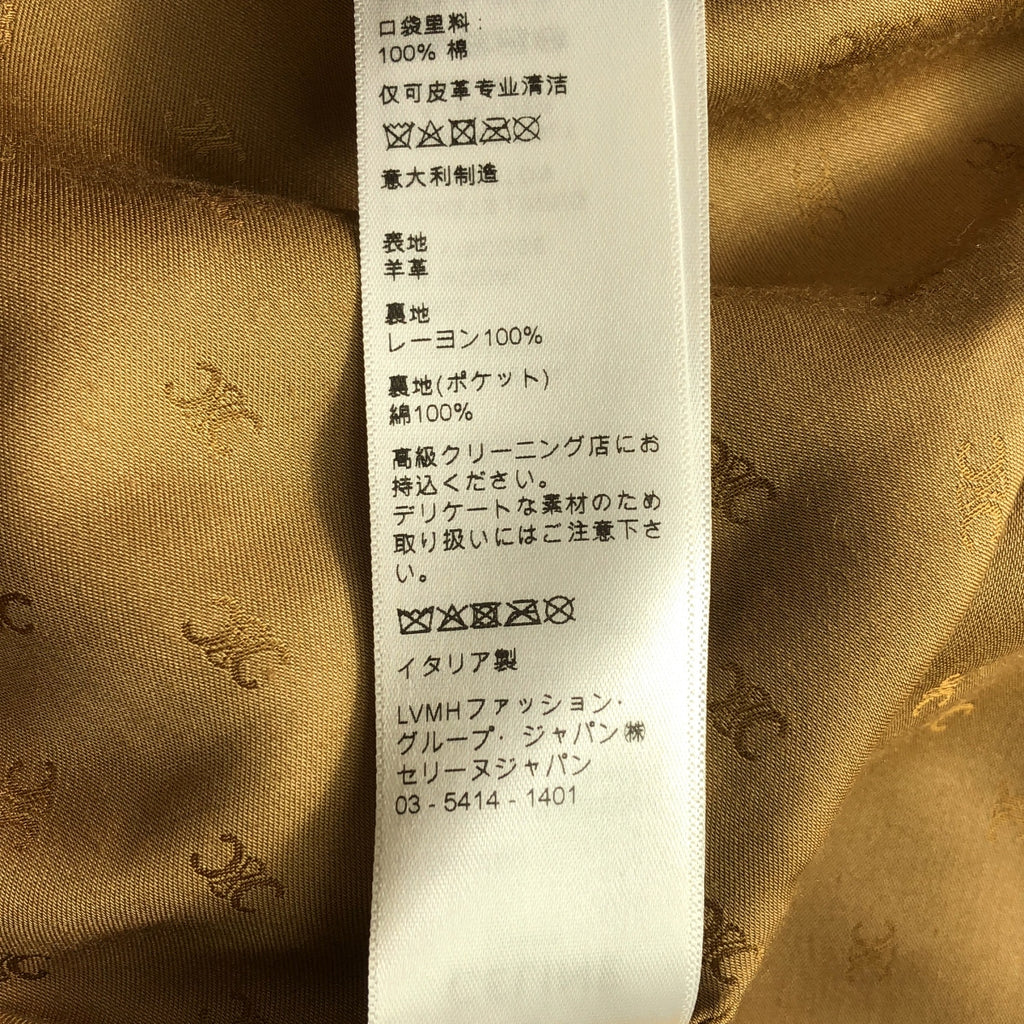 口袋里料：
100% 棉
仅可皮革专业清洁
意大利制造
表地
羊革
裏地
レーヨン100%
裏地(ポケット)
綿100%
高級クリーニング店にお
持込ください。
デリケートな素材のため
取り扱いにはご注意下さ
い。
イタリア製
LVMHファッション・
グループ・ジャパン㈱
セリーヌジャパン
03 - 5414 - 1401